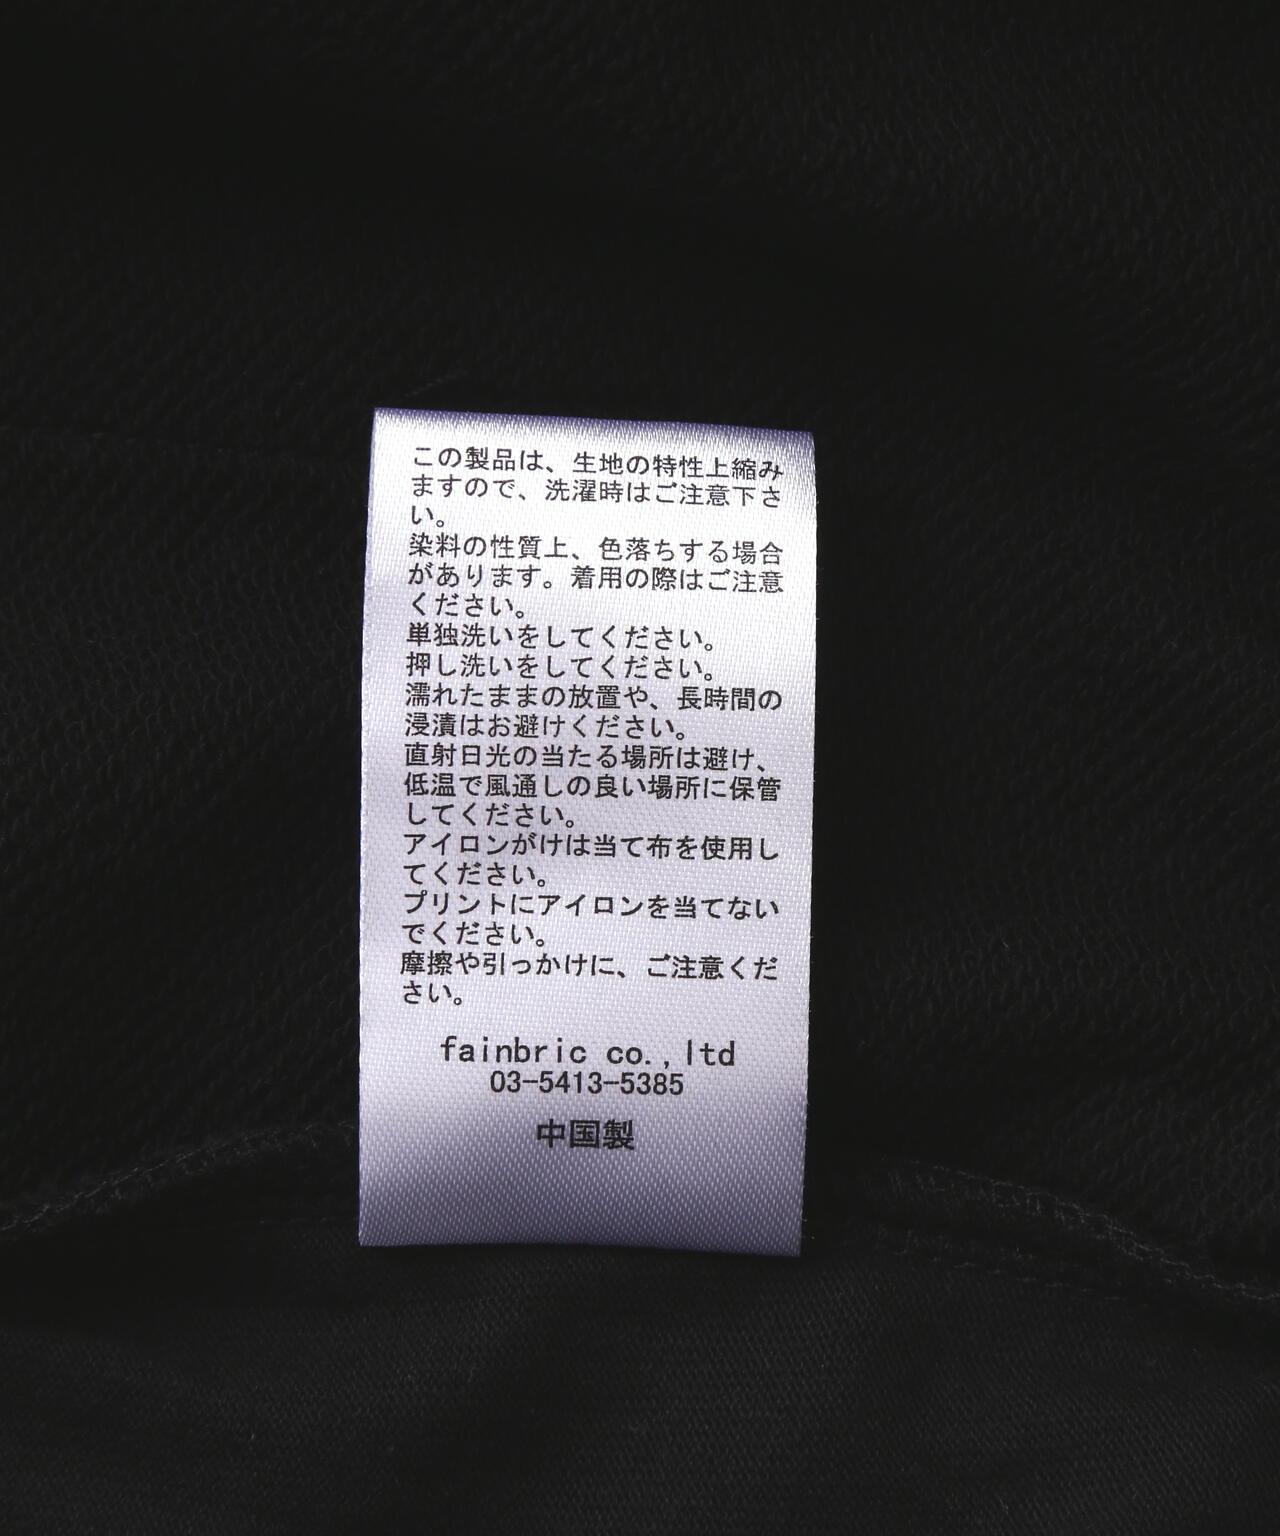 この製品は、生地の特性上縮み
ますので、洗濯時はご注意下さ
い。
染料の性質上、色落ちする場合
があります。着用の際はご注意
ください。
単独洗いをしてください。
押し洗いをしてください。
濡れたままの放置や、長時間の
浸漬はお避けください。
直射日光の当たる場所は避け、
低温で風通しの良い場所に保管
してください。
アイロンがけは当て布を使用し
てください。
プリントにアイロンを当てない
でください。
摩擦や引っかけに、ご注意くだ
さい。
fainbric co.,ltd
03-5413-5385
中国製